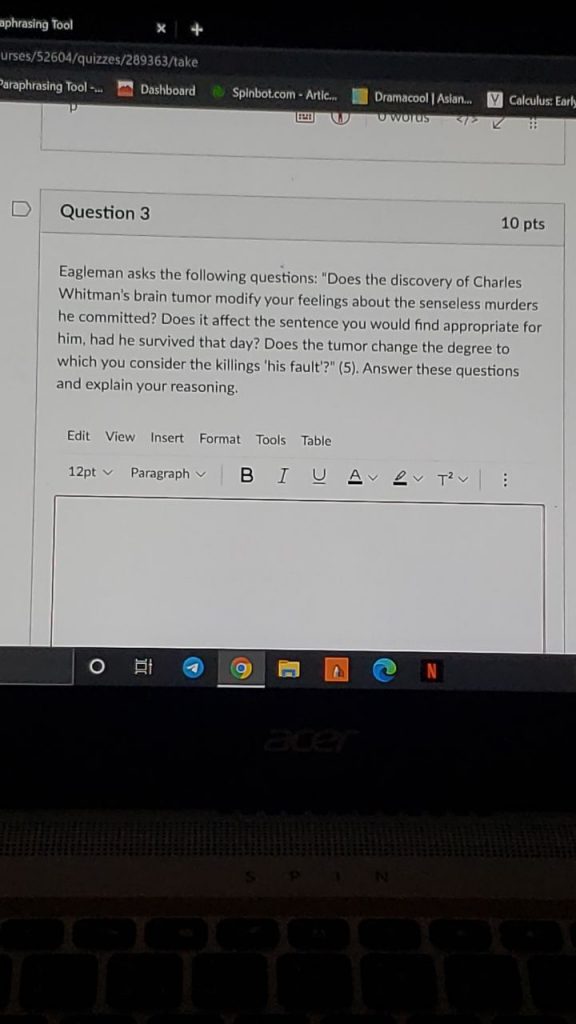 aphrasing Tool × +
urses/52604/quizzes/289363/take
Paraphrasing Tool -... Dashboard Spinbot.com - Artic... Dramacool | Asian... Calculus: Early
p 0 words </>
Question 3 10 pts
Eagleman asks the following questions: "Does the discovery of Charles
Whitman's brain tumor modify your feelings about the senseless murders
he committed? Does it affect the sentence you would find appropriate for
him, had he survived that day? Does the tumor change the degree to
which you consider the killings 'his fault'?" (5). Answer these questions
and explain your reasoning.
Edit View Insert Format Tools Table
12pt Paragraph B I U A T²
N
acer
SPIN